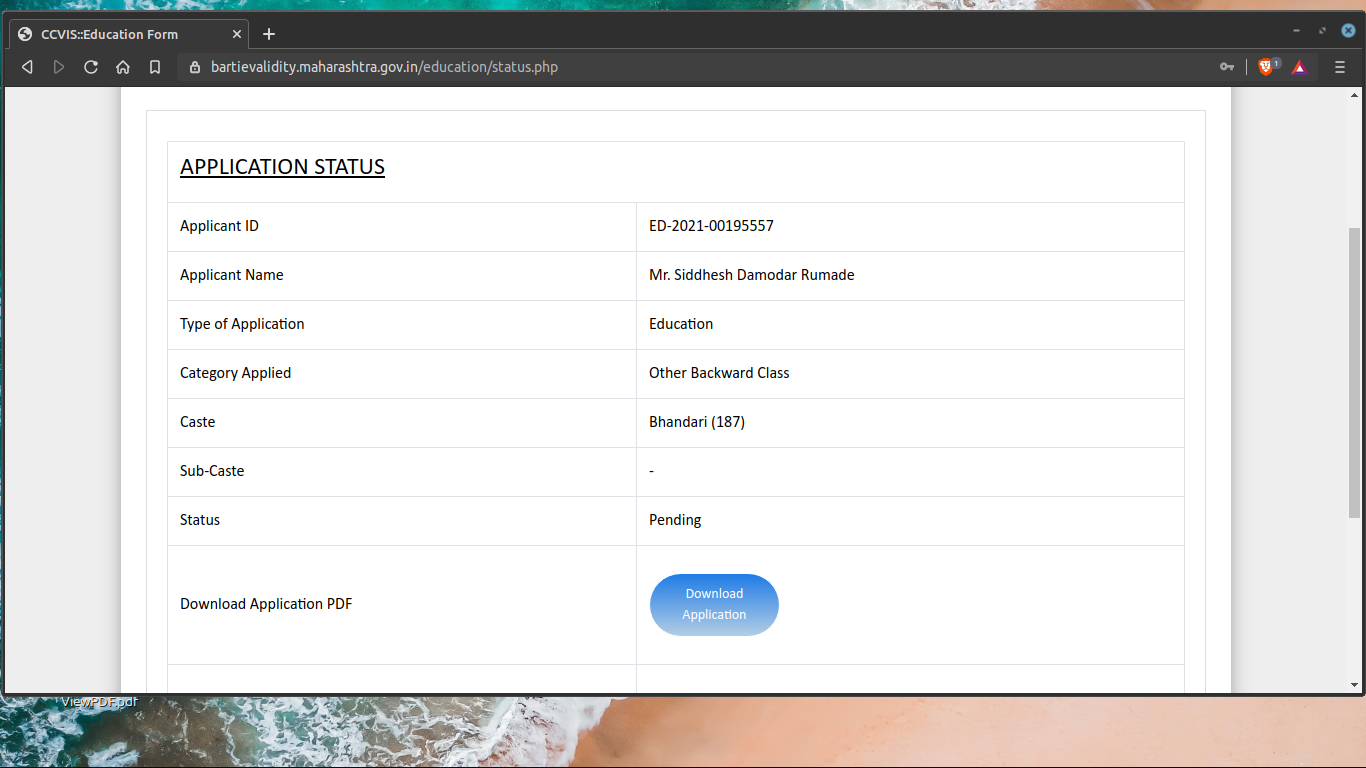 CCVIS::Education Form
bartievalidity.maharashtra.gov.in/education/status.php
1
APPLICATION STATUS
Applicant ID ED-2021-00195557
Applicant Name Mr. Siddhesh Damodar Rumade
Type of Application Education
Category Applied Other Backward Class
Caste Bhandari (187)
Sub-Caste -
Status Pending
Download Application PDF Download
Application
ViewPDF.pdf